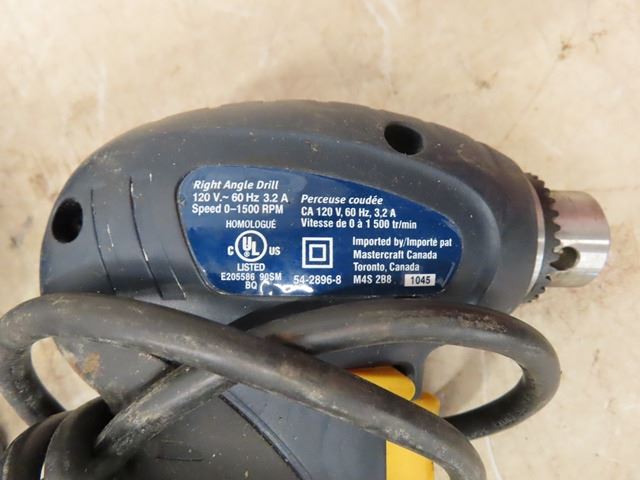 Right Angle Drill
120 V.~ 60 Hz 3.2 A
Speed 0–1500 RPM
HOMOLOGUÉ
C UL US
LISTED
E205586 90SM
BQ
Perceuse coudée
CA 120 V, 60 Hz, 3,2 A
Vitesse de 0 à 1 500 tr/min
Imported by/Importé pat
Mastercraft Canada
Toronto, Canada
54-2896-8 M4S 2B8 1045